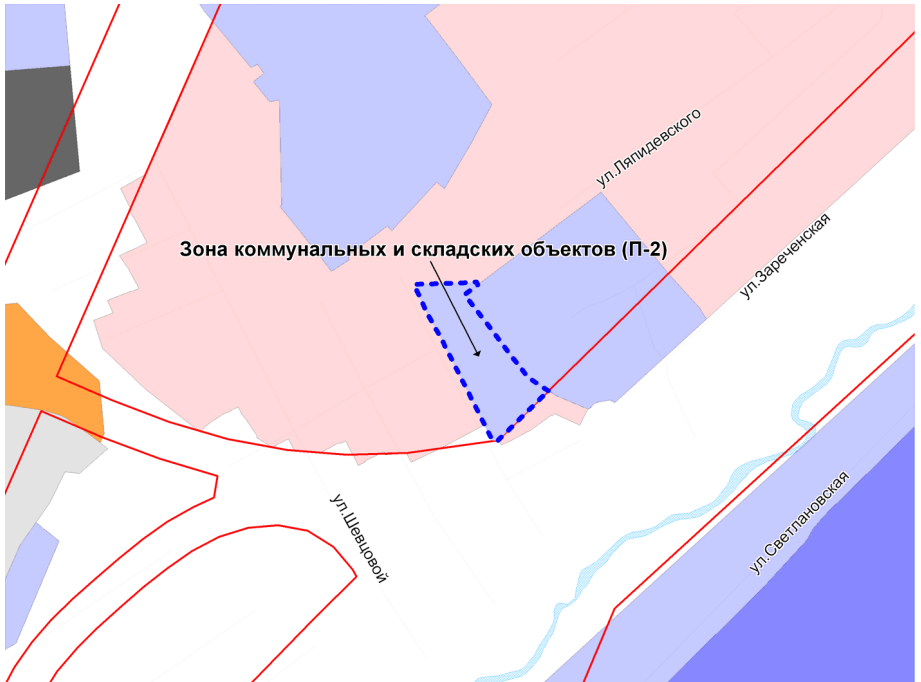 ул.Ляпидевского
Зона коммунальных и складских объектов (П-2)
ул.Зареченская
ул.Шевцовой
ул.Светлановская